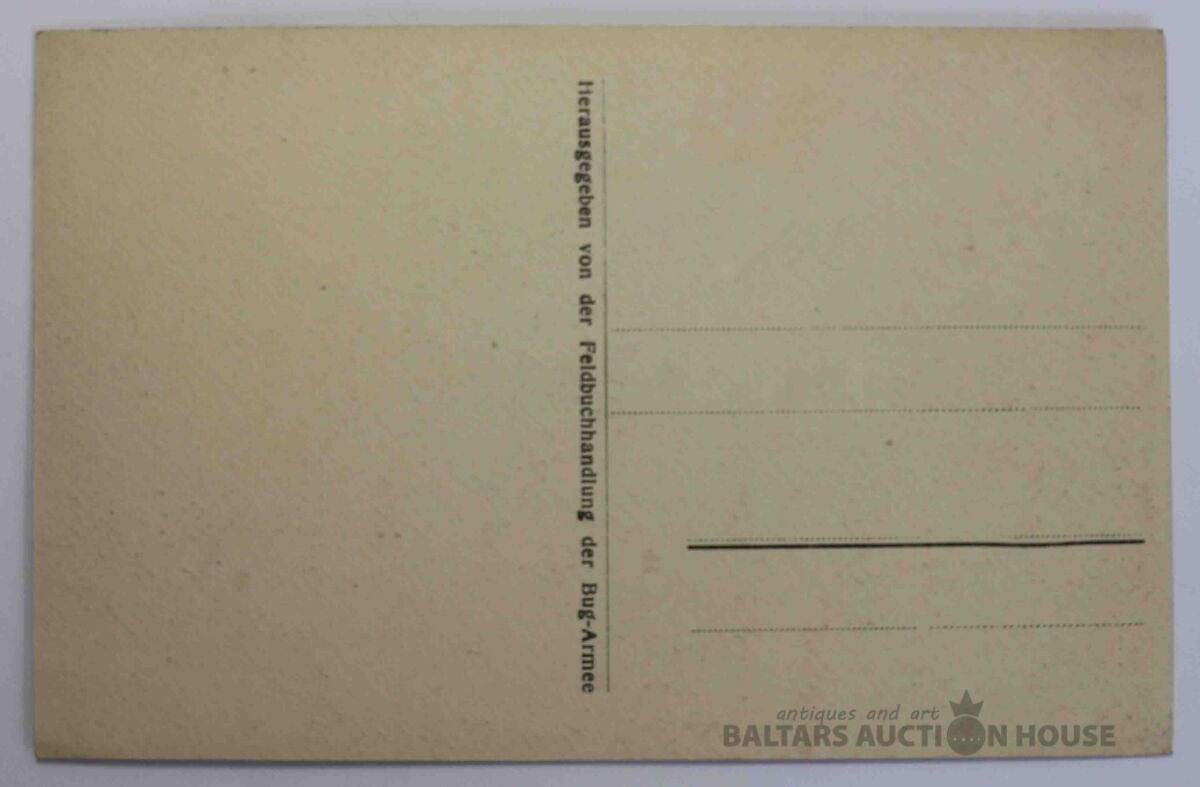 Herausgegeben von der Feldbuchhandlung der Bug-Armee
antiques and art
BALTARS AUCTION HOUSE